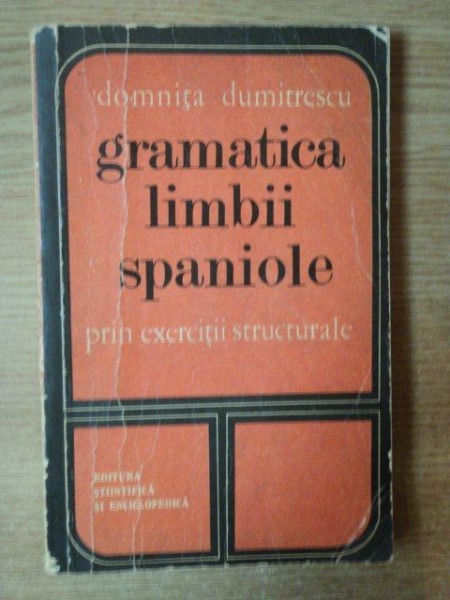 domnița dumitrescu
gramatica
limbii
spaniole
prin exerciții structurale
EDITURA
ȘTIINȚIFICĂ
ȘI ENCICLOPEDICĂ